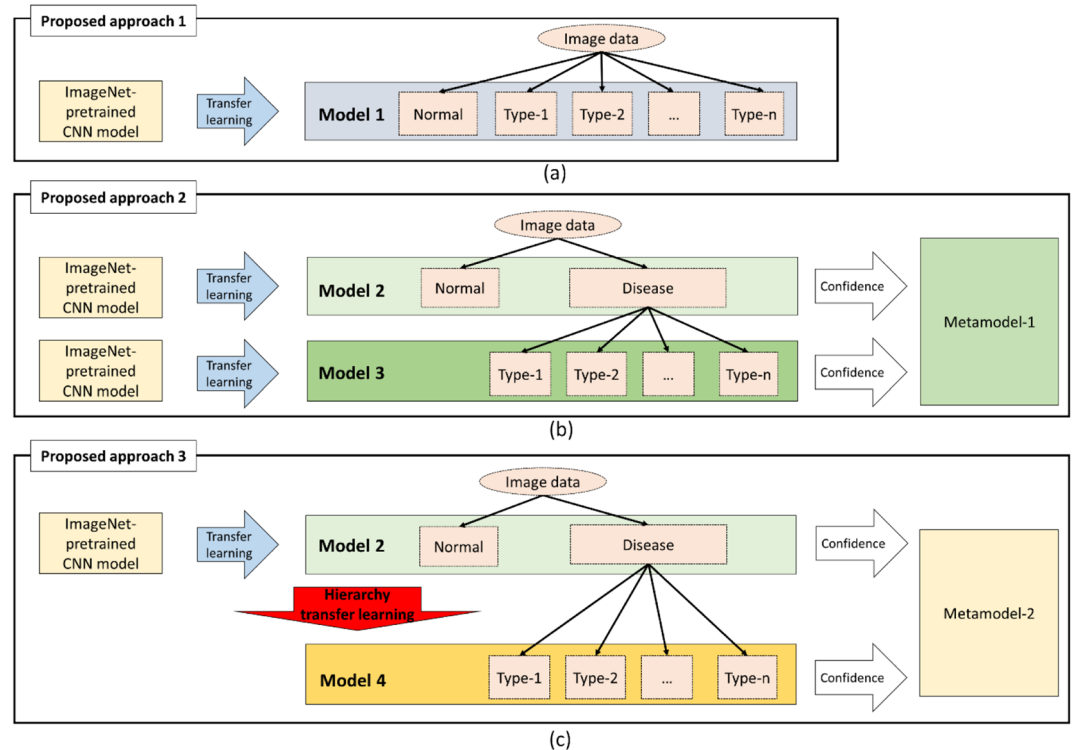 Proposed approach 1
Image data
ImageNet-
pretrained
CNN model
Transfer
learning
Model 1
Normal
Type-1
Type-2
...
Type-n
(a)
Proposed approach 2
Image data
ImageNet-
pretrained
CNN model
Transfer
learning
Model 2
Normal
Disease
Confidence
Metamodel-1
ImageNet-
pretrained
CNN model
Transfer
learning
Model 3
Type-1
Type-2
...
Type-n
Confidence
(b)
Proposed approach 3
Image data
ImageNet-
pretrained
CNN model
Transfer
learning
Model 2
Normal
Disease
Confidence
Metamodel-2
Hierarchy
transfer learning
Model 4
Type-1
Type-2
...
Type-n
Confidence
(c)